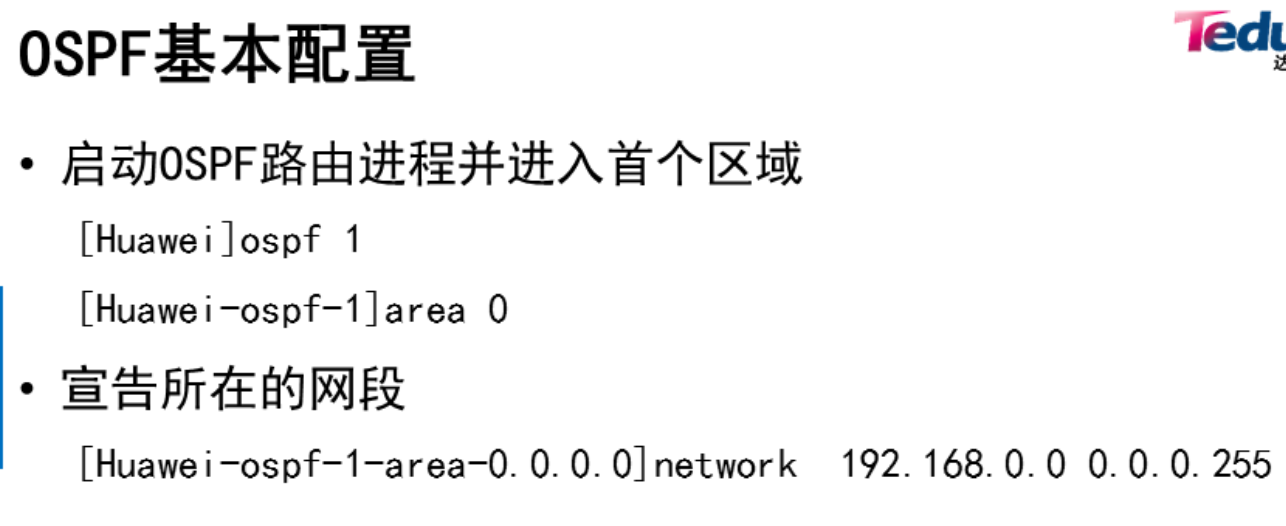 OSPF基本配置
Tedu
达
• 启动OSPF路由进程并进入首个区域
[Huawei]ospf 1
[Huawei-ospf-1]area 0
• 宣告所在的网段
[Huawei-ospf-1-area-0.0.0.0]network  192.168.0.0 0.0.0.255